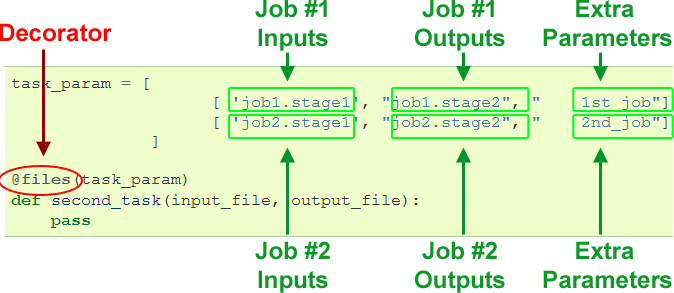 Job #1 Job #1 Extra
Decorator Inputs Outputs Parameters
task_param = [
[ 'job1.stage1', "job1.stage2", " 1st_job"]
[ 'job2.stage1', "job2.stage2", " 2nd_job"]
]
@files(task_param)
def second_task(input_file, output_file):
pass
Job #2 Job #2 Extra
Inputs Outputs Parameters